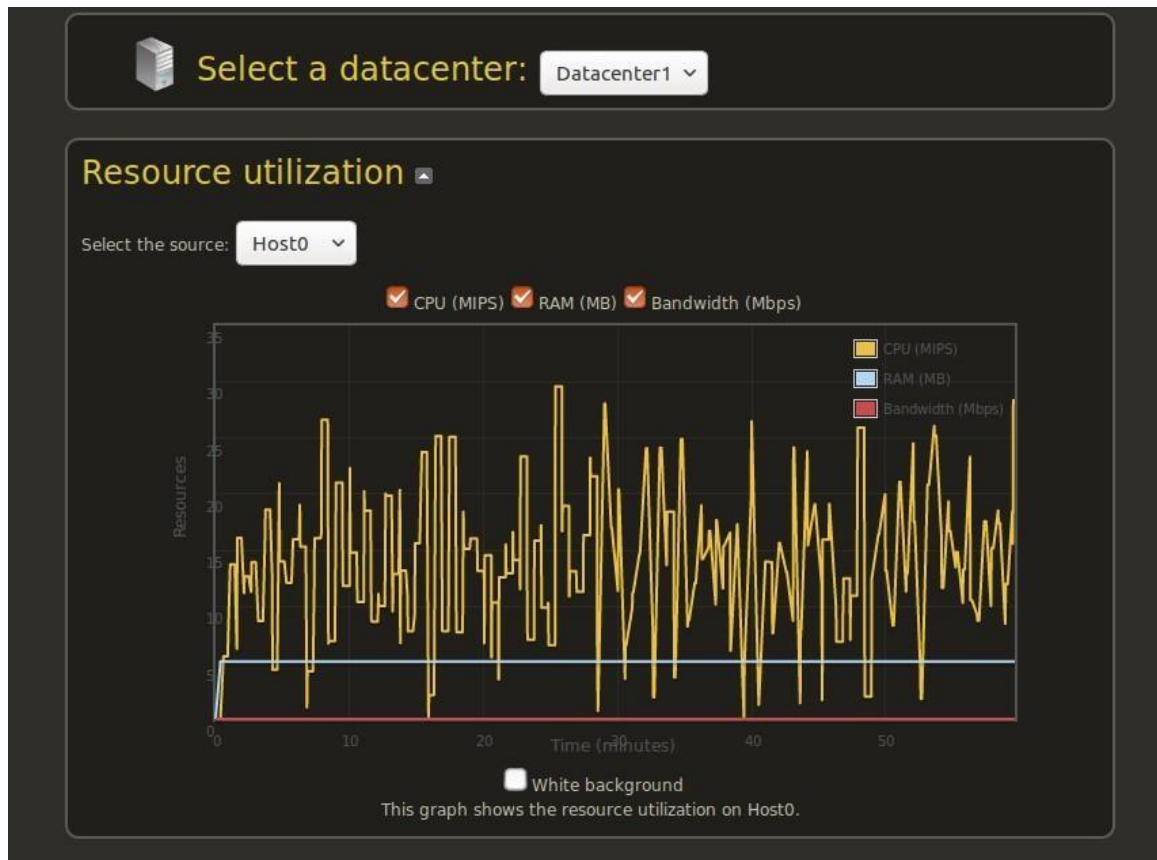 Select a datacenter: Datacenter1
Resource utilization
Select the source: Host0
CPU (MIPS) RAM (MB) Bandwidth (Mbps)
35
30
25
20
15
10
5
0
Resources
CPU (MIPS)
RAM (MB)
Bandwidth (Mbps)
0 10 20 30 40 50
Time (minutes)
White background
This graph shows the resource utilization on Host0.